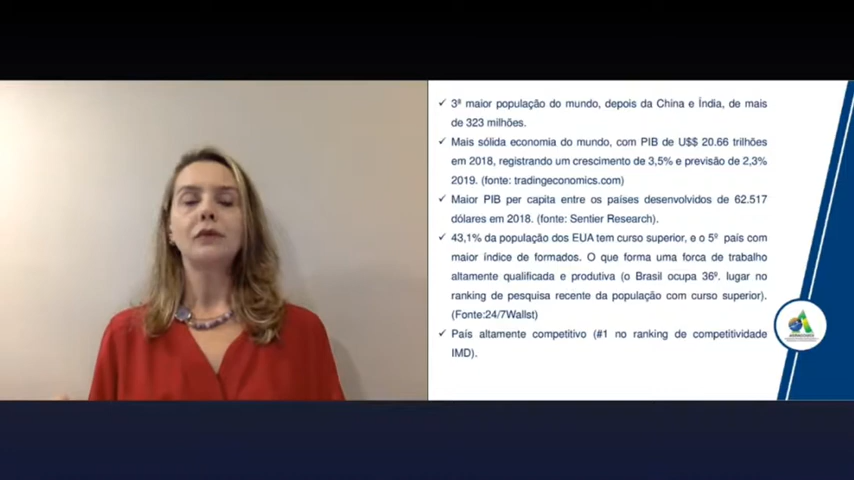 ✓ 3ª maior população do mundo, depois da China e Índia, de mais
de 323 milhões.
✓ Mais sólida economia do mundo, com PIB de U$$ 20.66 trilhões
em 2018, registrando um crescimento de 3,5% e previsão de 2,3%
2019. (fonte: tradingeconomics.com)
✓ Maior PIB per capita entre os países desenvolvidos de 62.517
dólares em 2018. (fonte: Sentier Research).
✓ 43,1% da população dos EUA tem curso superior, e o 5º país com
maior índice de formados. O que forma uma forca de trabalho
altamente qualificada e produtiva (o Brasil ocupa 36º. lugar no
ranking de pesquisa recente da população com curso superior).
(Fonte:24/7Wallst)
✓ País altamente competitivo (#1 no ranking de competitividade
IMD).